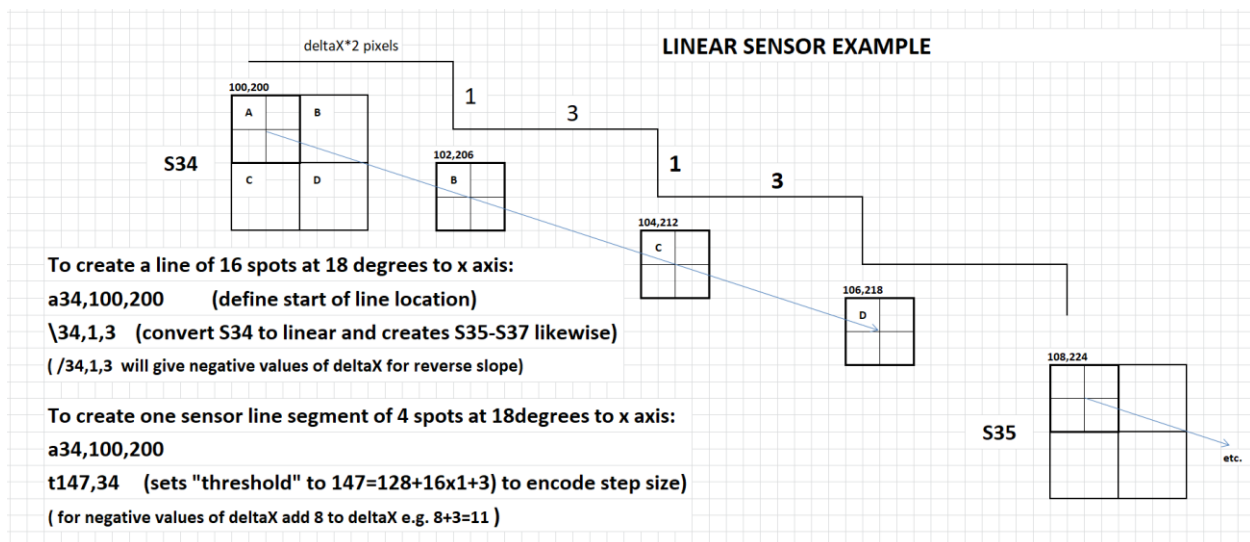 deltaX*2 pixels
LINEAR SENSOR EXAMPLE
100,200
A
B
1
3
S34
102,206
C
D
B
1
3
104,212
C
To create a line of 16 spots at 18 degrees to x axis:
a34,100,200 (define start of line location)
106,218
D
\34,1,3 (convert S34 to linear and creates S35-S37 likewise)
( /34,1,3 will give negative values of deltaX for reverse slope)
108,224
To create one sensor line segment of 4 spots at 18degrees to x axis:
S35
a34,100,200
etc.
t147,34 (sets "threshold" to 147=128+16x1+3) to encode step size)
( for negative values of deltaX add 8 to deltaX e.g. 8+3=11 )